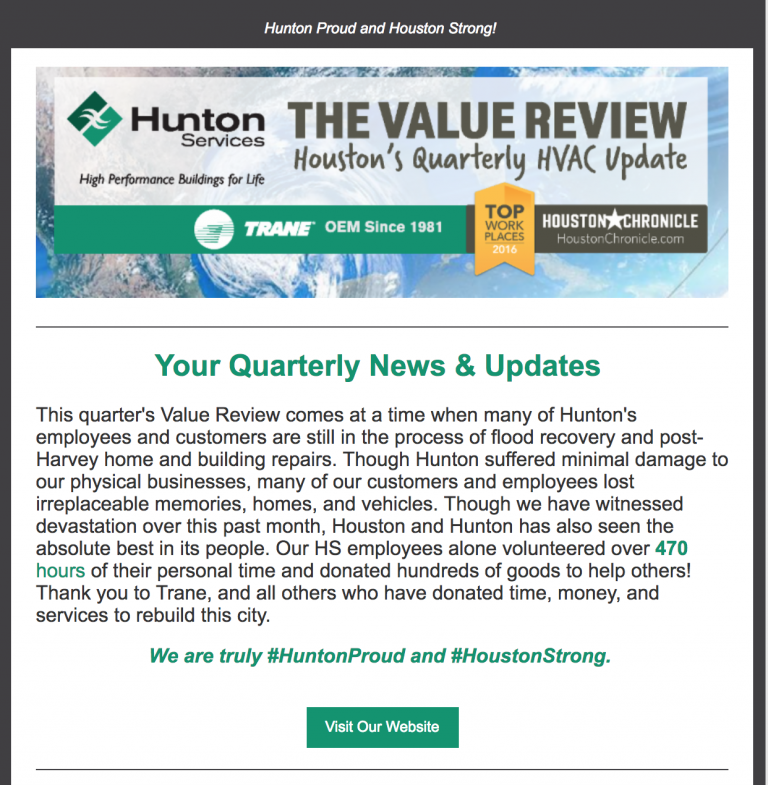 Hunton Proud and Houston Strong!
Hunton
Services
High Performance Buildings for Life
THE VALUE REVIEW
Houston's Quarterly HVAC Update
TRANE™ OEM Since 1981
TOP
WORK
PLACES
2016
HOUSTON★CHRONICLE
HoustonChronicle.com
Your Quarterly News & Updates
This quarter's Value Review comes at a time when many of Hunton's
employees and customers are still in the process of flood recovery and post-
Harvey home and building repairs. Though Hunton suffered minimal damage to
our physical businesses, many of our customers and employees lost
irreplaceable memories, homes, and vehicles. Though we have witnessed
devastation over this past month, Houston and Hunton has also seen the
absolute best in its people. Our HS employees alone volunteered over 470
hours of their personal time and donated hundreds of goods to help others!
Thank you to Trane, and all others who have donated time, money, and
services to rebuild this city.
We are truly #HuntonProud and #HoustonStrong.
Visit Our Website